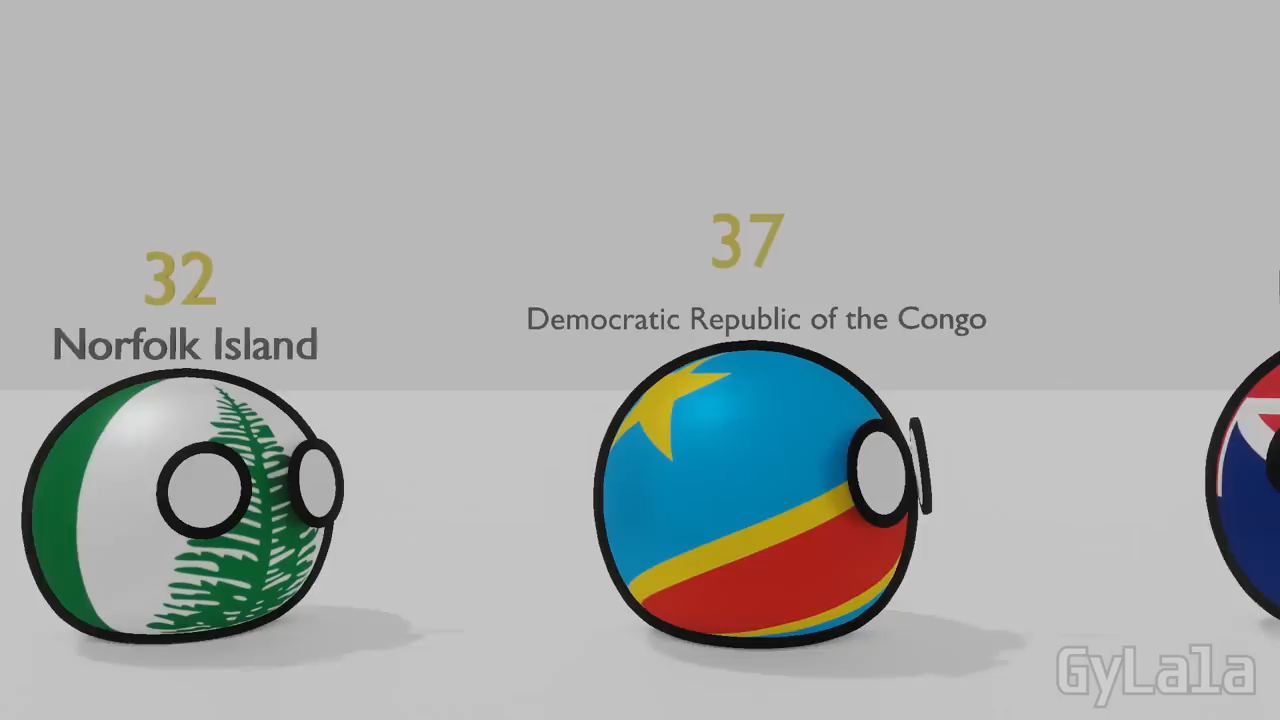 32
Norfolk Island
37
Democratic Republic of the Congo
GyLala